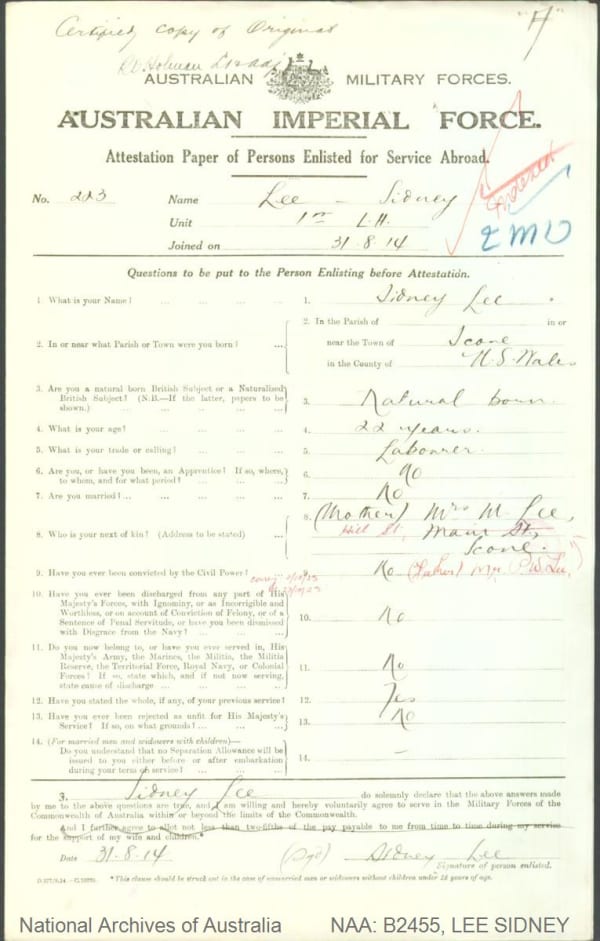 Certified copy of Original
"A"
AUSTRALIAN MILITARY FORCES.
AUSTRALIAN IMPERIAL FORCE.
Attestation Paper of Persons Enlisted for Service Abroad.
indexed
No. 223 Name Lee - Sidney
Unit 1st L.H.
Joined on 31.8.14
Questions to be put to the Person Enlisting before Attestation.
1. What is your Name? ... ... ... ... 1. Sidney Lee
2. In or near what Parish or Town were you born? ... 2. In the Parish of in or
near the Town of Scone
in the County of N.S. Wales
3. Are you a natural born British Subject or a Naturalised British Subject? (N.B.—If the latter, papers to be shown.) ... 3. Natural born.
4. What is your age? ... ... ... ... 4. 22 years.
5. What is your trade or calling? ... ... ... 5. Labourer.
6. Are you, or have you been, an Apprentice? If so, where, to whom, and for what period? ... ... 6. No
7. Are you married? ... ... ... ... 7. No
8. Who is your next of kin? (Address to be stated) ... 8. (Mother) Mrs M. Lee,
Hill St, Main St,
Scone.
9. Have you ever been convicted by the Civil Power? No (Father) Mr. P.W. Lee,
10. Have you ever been discharged from any part of His Majesty's Forces, with Ignominy, or as Incorrigible and Worthless, or on account of Conviction of Felony, or of a Sentence of Penal Servitude, or have you been dismissed with Disgrace from the Navy? ... ... 10. No
11. Do you now belong to, or have you ever served in, His Majesty's Army, the Marines, the Militia, the Militia Reserve, the Territorial Force, Royal Navy, or Colonial Forces? If so, state which, and if not now serving, state cause of discharge ... ... 11. No
12. Have you stated the whole, if any, of your previous service? 12. Yes
13. Have you ever been rejected as unfit for His Majesty's Service? If so, on what grounds? ... ... 13. No
14. (For married men and widowers with children)—
Do you understand that no Separation Allowance will be issued to you either before or after embarkation during your term of service? ... ... 14. —
Sidney Lee do solemnly declare that the above answers made
by me to the above questions are true, and I am willing and hereby voluntarily agree to serve in the Military Forces of the
Commonwealth of Australia within or beyond the limits of the Commonwealth.
And I further agree to allot not less than two-fifths of the pay payable to me from time to time during my service
for the support of my wife and children.*
Date 31.8.14 (Sgd) Sidney Lee
Signature of person enlisted.
*This clause should be struck out in the case of unmarried men or widowers without children under 18 years of age.
National Archives of Australia NAA: B2455, LEE SIDNEY